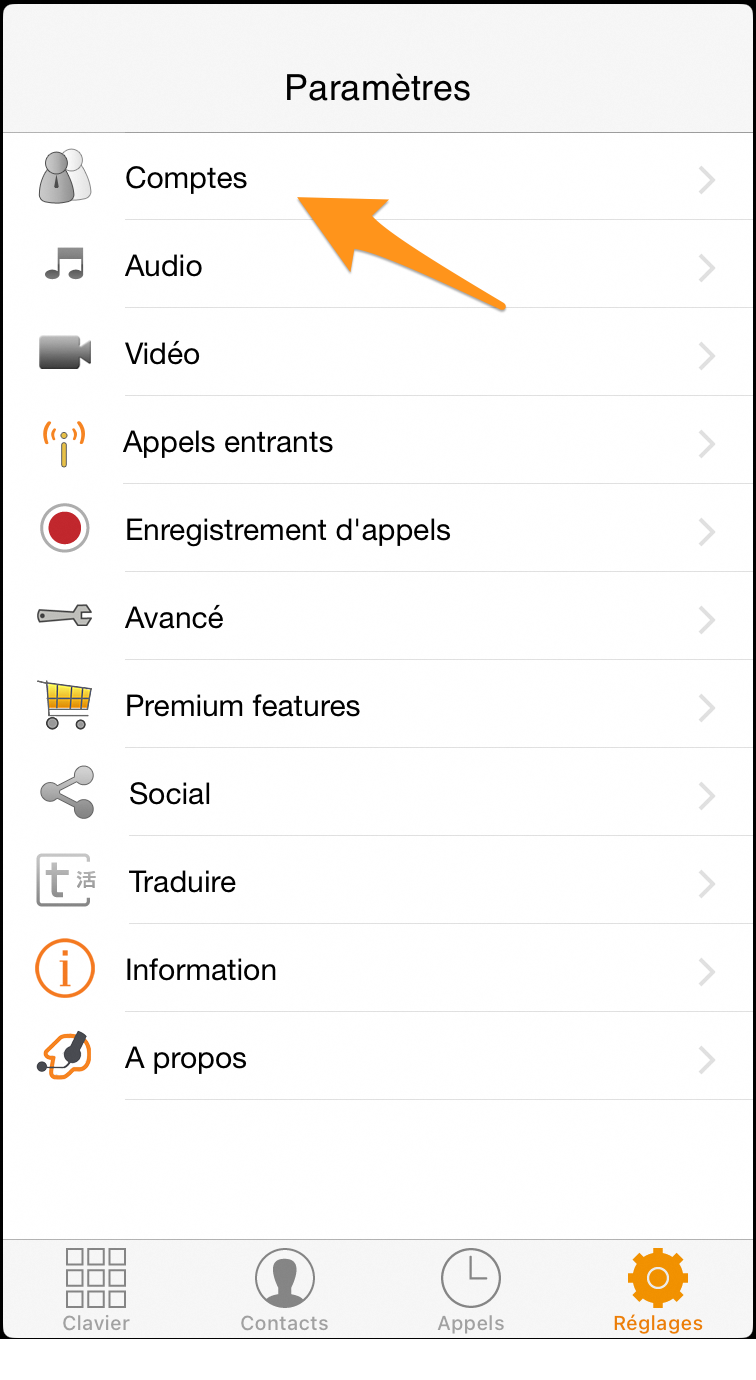 Paramètres
Comptes
Audio
Vidéo
Appels entrants
Enregistrement d'appels
Avancé
Premium features
Social
t活
Traduire
i
Information
A propos
Clavier
Contacts
Appels
Réglages